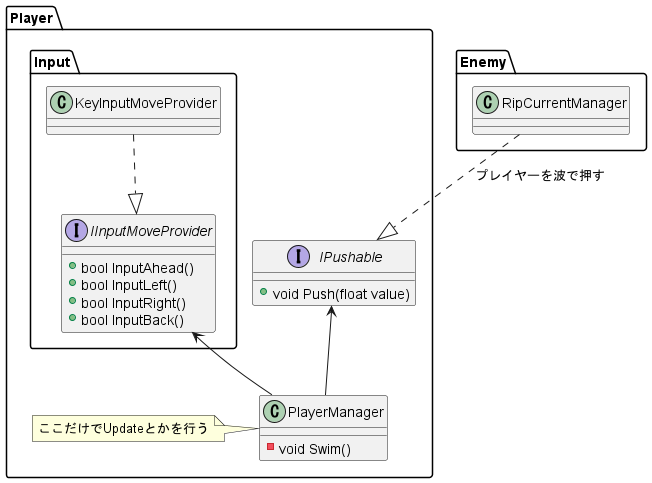 Player
Input
Enemy
C KeyInputMoveProvider
C RipCurrentManager
プレイヤーを波で押す
I IInputMoveProvider
bool InputAhead()
bool InputLeft()
bool InputRight()
bool InputBack()
I IPushable
void Push(float value)
ここだけでUpdateとかを行う
C PlayerManager
void Swim()